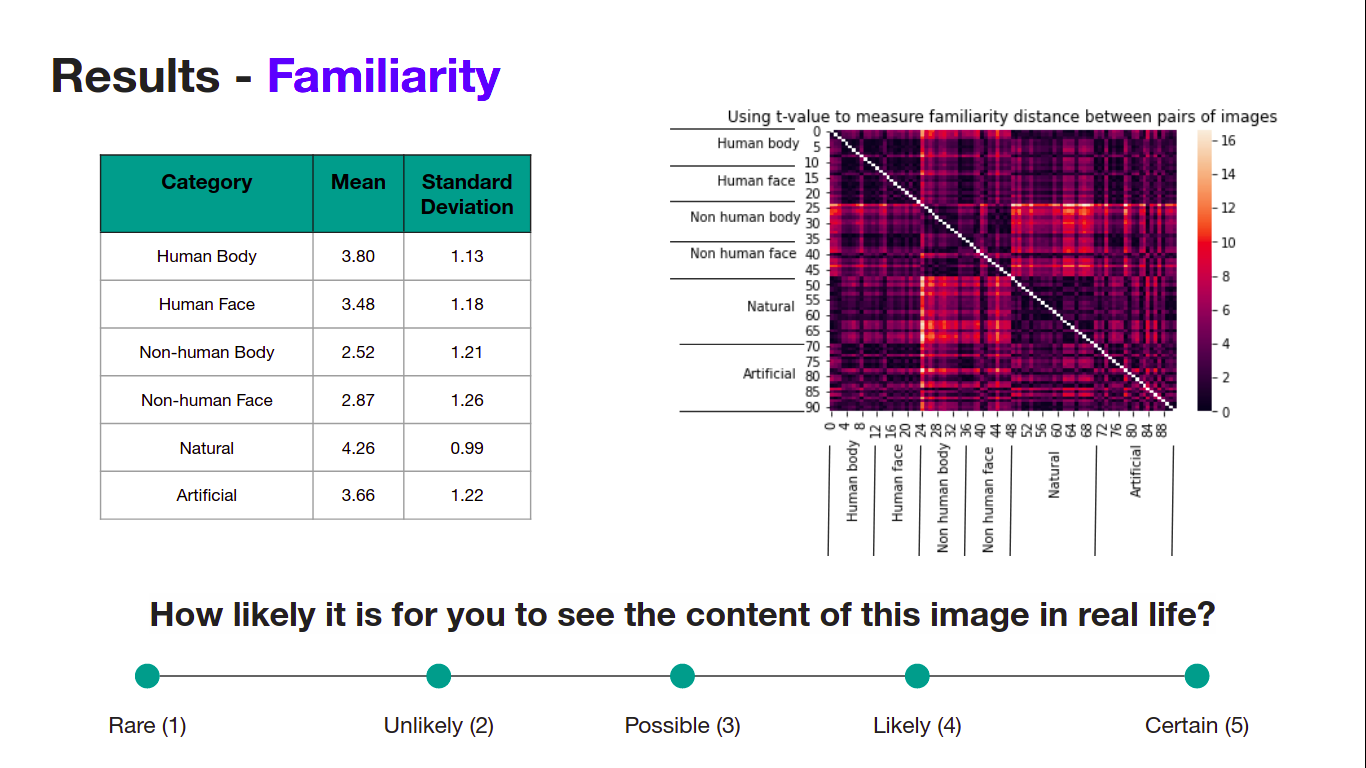 Results - Familiarity
Category Mean Standard
Deviation
Human Body 3.80 1.13
Human Face 3.48 1.18
Non-human Body 2.52 1.21
Non-human Face 2.87 1.26
Natural 4.26 0.99
Artificial 3.66 1.22
Using t-value to measure familiarity distance between pairs of images
Human body
Human face
Non human body
Non human face
Natural
Artificial
0
5
10
15
20
25
30
35
40
45
50
55
60
65
70
75
80
85
90
0 4 8 12 16 20 24 28 32 36 40 44 48 52 56 60 64 68 72 76 80 84 88
Human body Human face Non human body Non human face Natural Artificial
16
14
12
10
8
6
4
2
0
How likely it is for you to see the content of this image in real life?
Rare (1) Unlikely (2) Possible (3) Likely (4) Certain (5)